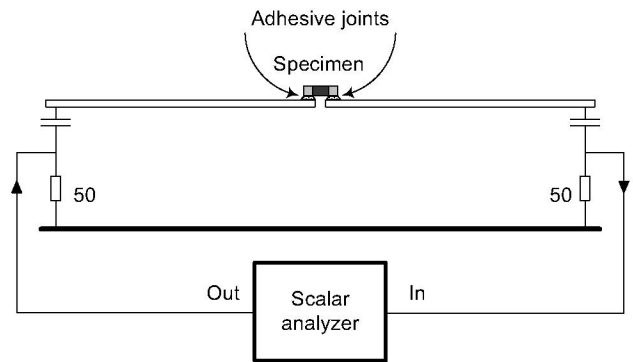 Adhesive joints
Specimen
50
50
Out
In
Scalar
analyzer